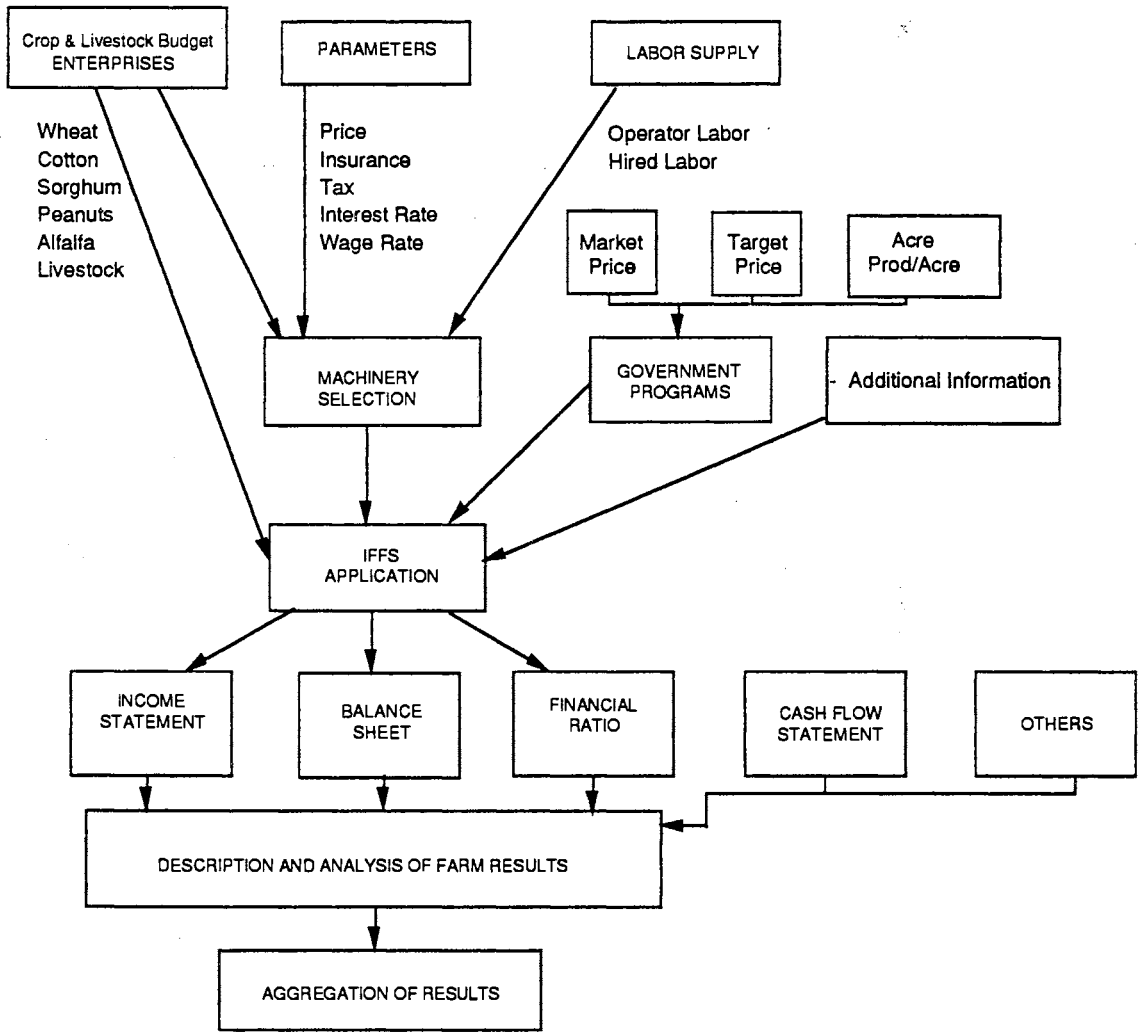 Crop & Livestock Budget
ENTERPRISES
PARAMETERS
LABOR SUPPLY
Wheat
Cotton
Sorghum
Peanuts
Alfalfa
Livestock
Price
Insurance
Tax
Interest Rate
Wage Rate
Operator Labor
Hired Labor
Market
Price
Target
Price
Acre
Prod/Acre
MACHINERY
SELECTION
GOVERNMENT
PROGRAMS
- Additional Information
IFFS
APPLICATION
INCOME
STATEMENT
BALANCE
SHEET
FINANCIAL
RATIO
CASH FLOW
STATEMENT
OTHERS
DESCRIPTION AND ANALYSIS OF FARM RESULTS
AGGREGATION OF RESULTS